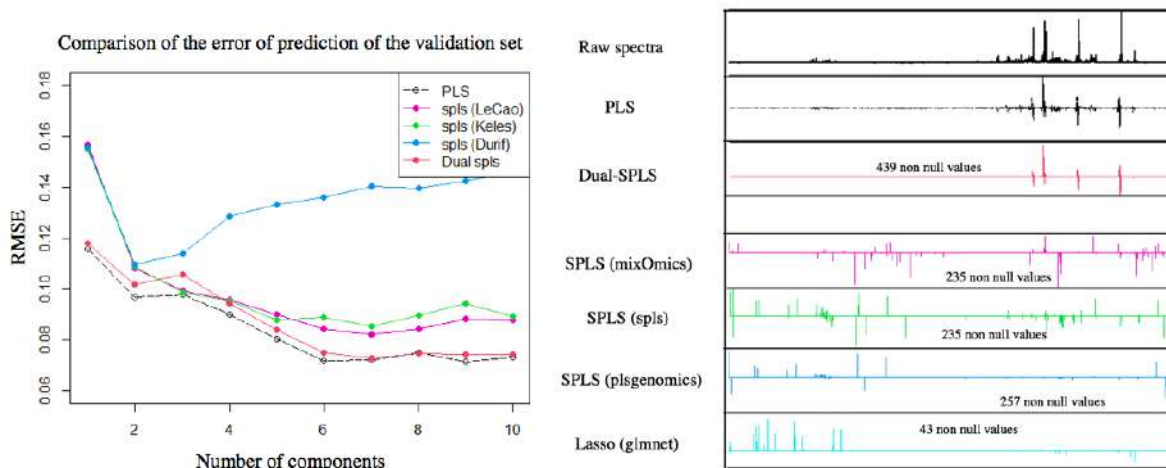 Comparison of the error of prediction of the validation set
RMSE
0.18
0.16
0.14
0.12
0.10
0.08
0.06
PLS
spls (LeCao)
spls (Keles)
spls (Durif)
Dual spls
2
4
6
8
10
Number of components
Raw spectra
PLS
Dual-SPLS
439 non null values
SPLS (mixOmics)
235 non null values
SPLS (spls)
235 non null values
SPLS (plsgenomics)
257 non null values
Lasso (glmnet)
43 non null values